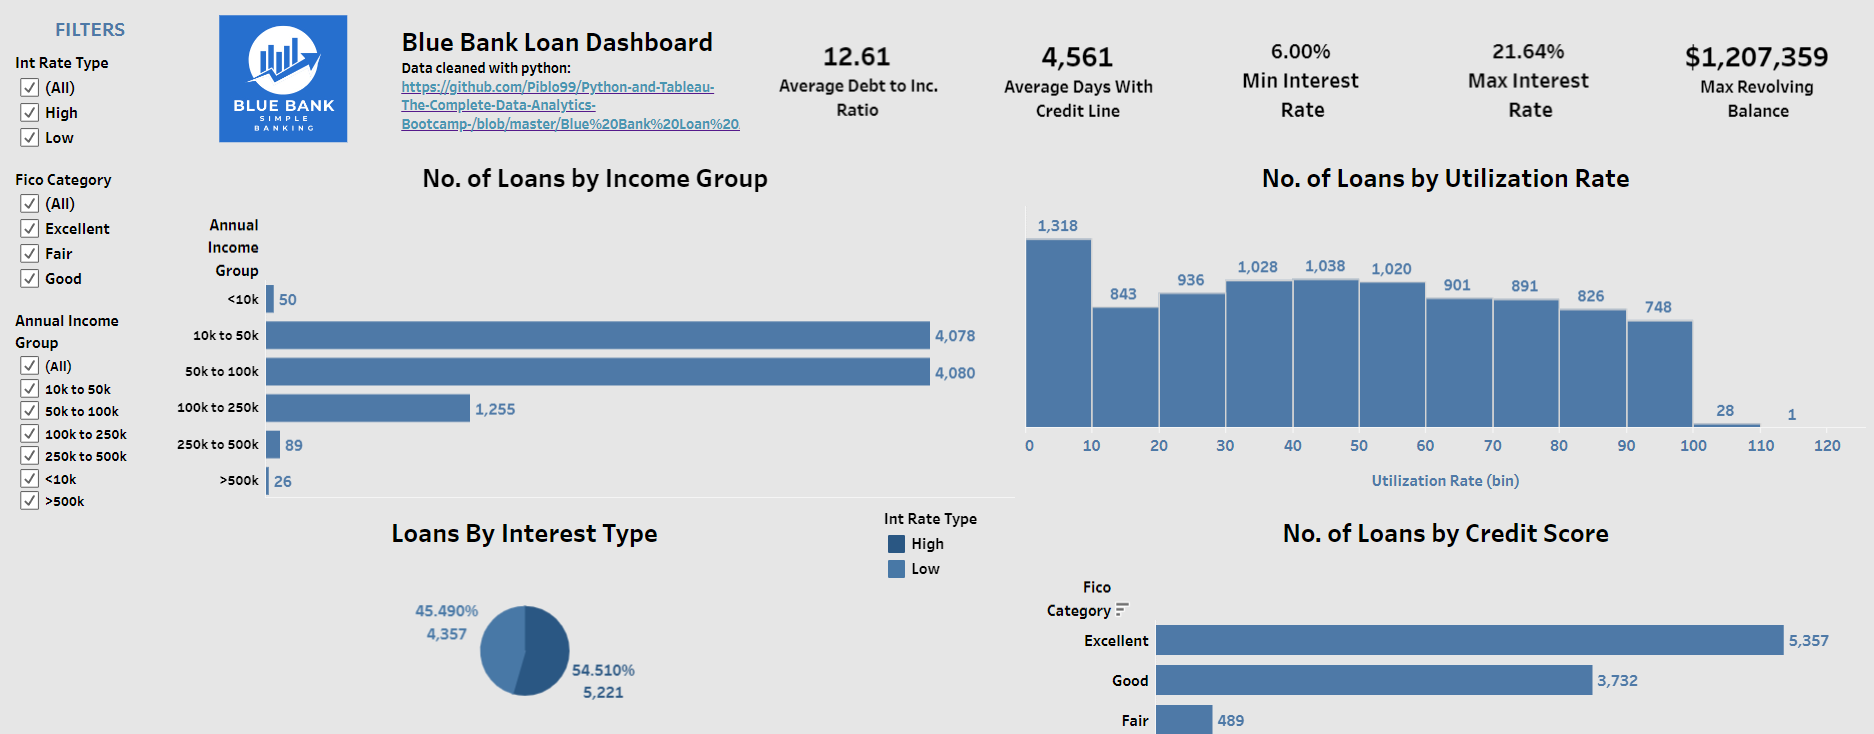 FILTERS
Int Rate Type
(All)
High
Low
Fico Category
(All)
Excellent
Fair
Good
Annual Income
Group
(All)
10k to 50k
50k to 100k
100k to 250k
250k to 500k
<10k
>500k
BLUE BANK
SIMPLE
BANKING
Blue Bank Loan Dashboard
Data cleaned with python:
https://github.com/Piblo99/Python-and-Tableau-
The-Complete-Data-Analytics-
Bootcamp-/blob/master/Blue%20Bank%20Loan%20
12.61
Average Debt to Inc.
Ratio
4,561
Average Days With
Credit Line
6.00%
Min Interest
Rate
21.64%
Max Interest
Rate
$1,207,359
Max Revolving
Balance
No. of Loans by Income Group
Annual
Income
Group
<10k 50
10k to 50k 4,078
50k to 100k 4,080
100k to 250k 1,255
250k to 500k 89
>500k 26
No. of Loans by Utilization Rate
1,318 843 936 1,028 1,038 1,020 901 891 826 748 28 1
0 10 20 30 40 50 60 70 80 90 100 110 120
Utilization Rate (bin)
Loans By Interest Type
Int Rate Type
High
Low
45.490%
4,357
54.510%
5,221
No. of Loans by Credit Score
Fico
Category
Excellent 5,357
Good 3,732
Fair 489